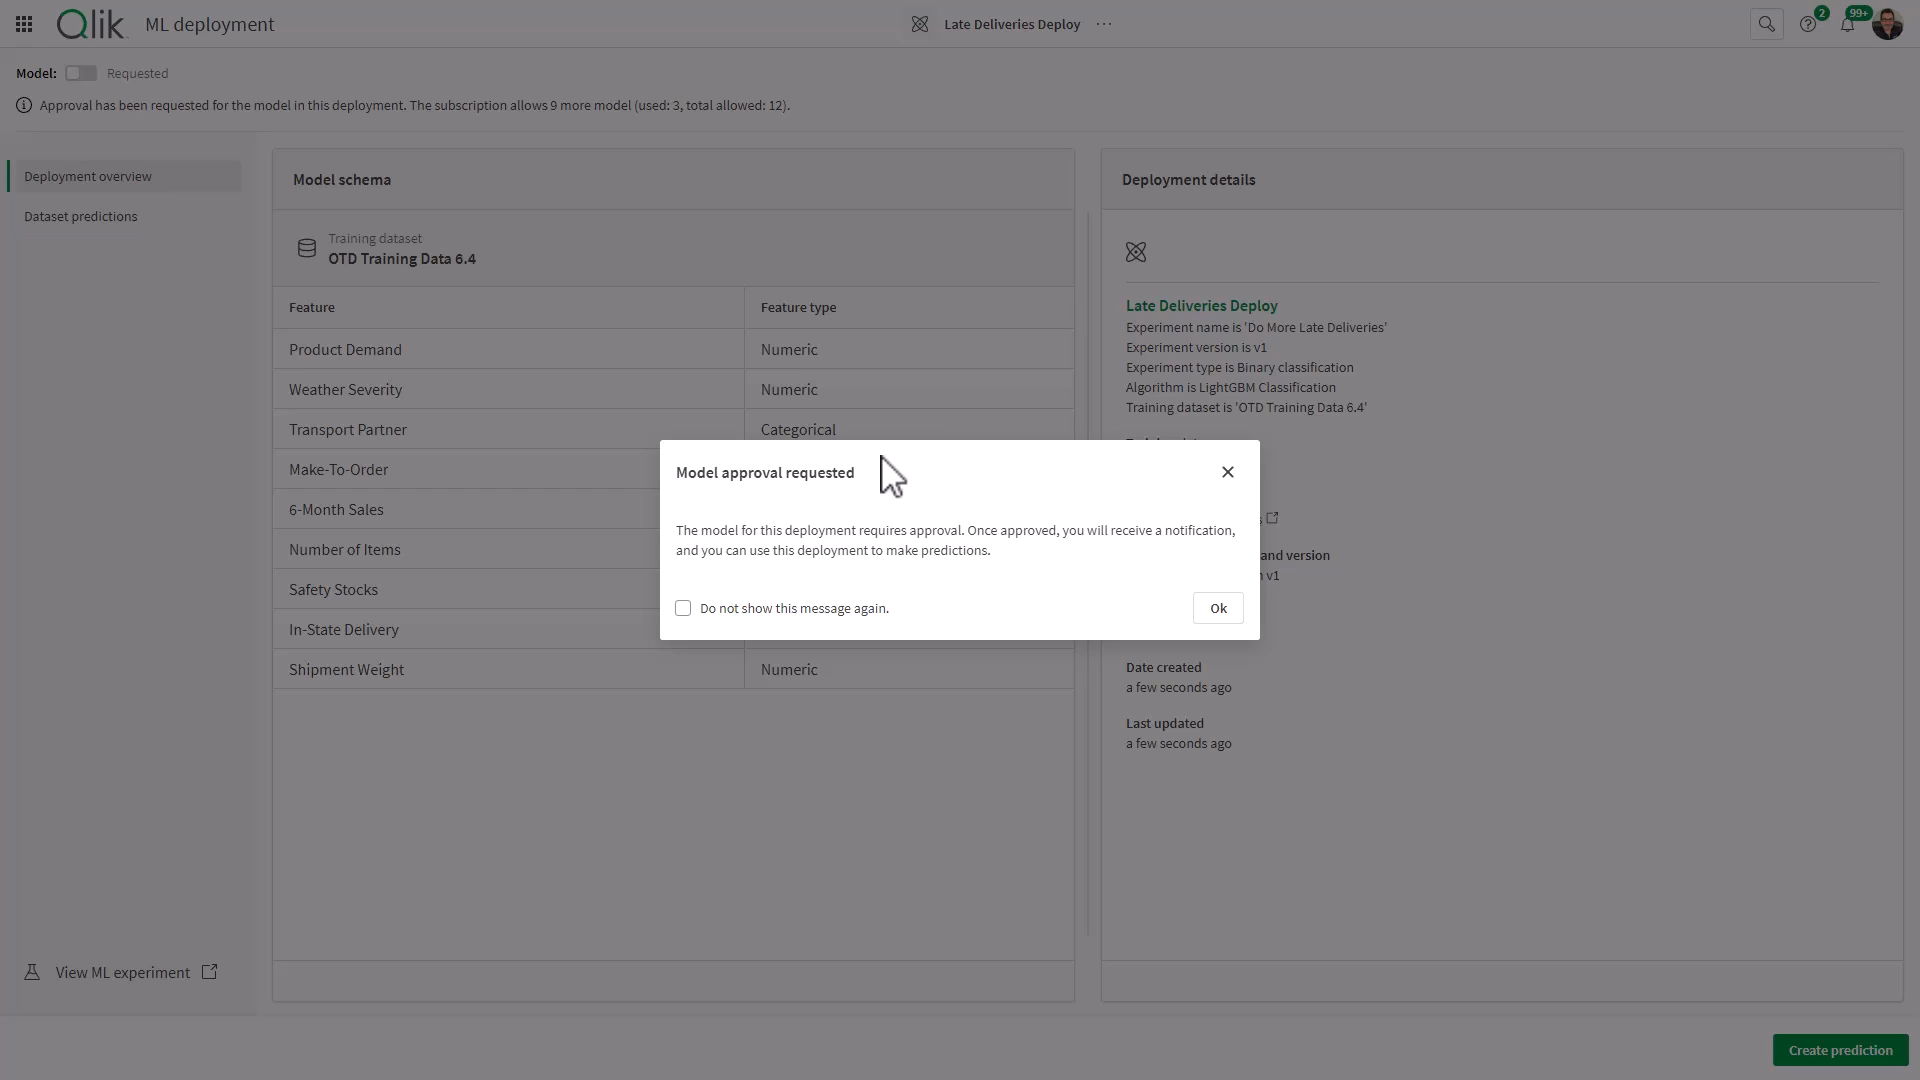 Qlik ML deployment
Late Deliveries Deploy ...
2
99+
Model: Requested
Approval has been requested for the model in this deployment. The subscription allows 9 more model (used: 3, total allowed: 12).
Deployment overview
Dataset predictions
View ML experiment
Model schema
Training dataset
OTD Training Data 6.4
Feature Feature type
Product Demand Numeric
Weather Severity Numeric
Transport Partner Categorical
Make-To-Order
6-Month Sales
Number of Items
Safety Stocks
In-State Delivery
Shipment Weight Numeric
Model approval requested
The model for this deployment requires approval. Once approved, you will receive a notification,
and you can use this deployment to make predictions.
Do not show this message again. Ok
Deployment details
Late Deliveries Deploy
Experiment name is 'Do More Late Deliveries'
Experiment version is v1
Experiment type is Binary classification
Algorithm is LightGBM Classification
Training dataset is 'OTD Training Data 6.4'
and version
v1
Date created
a few seconds ago
Last updated
a few seconds ago
Create prediction